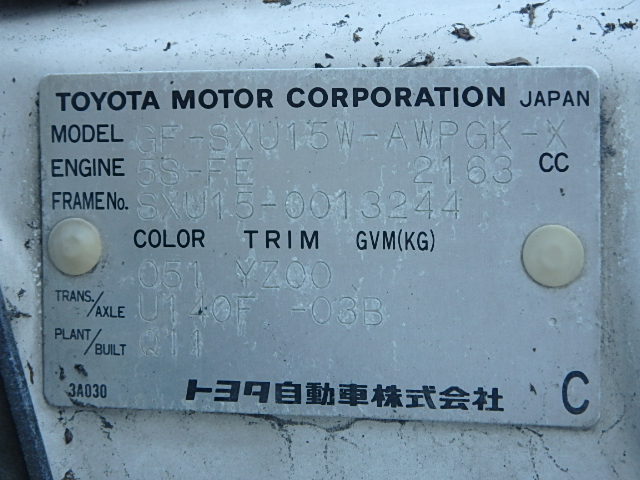 TOYOTA MOTOR CORPORATION JAPAN
MODEL GF-SXU15W-AWPGK-X
ENGINE 5S-FE 2163 CC
FRAME No. SXU15-0013244
COLOR TRIM GVM(KG)
051 YZ00
TRANS./AXLE U140F -03B
PLANT/BUILT Q11
3A030 トヨタ自動車株式会社 C